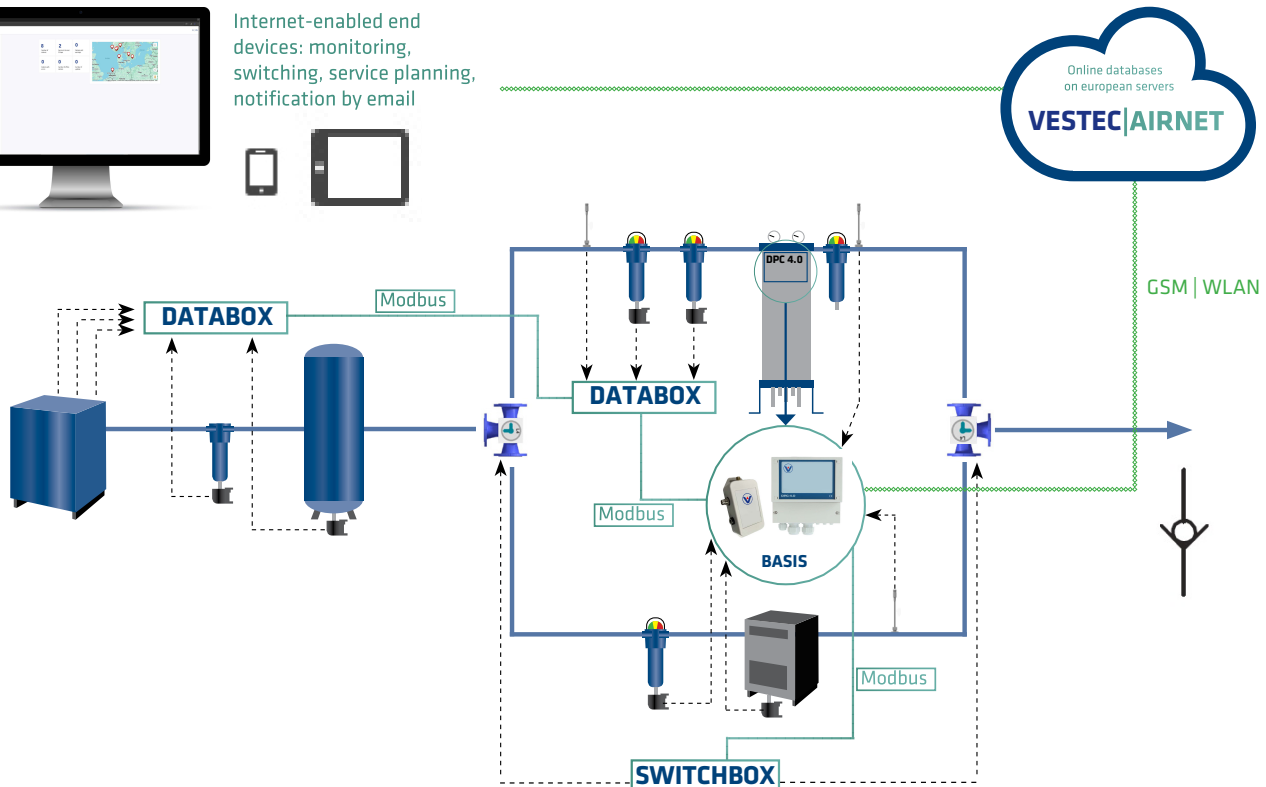 Internet-enabled end
devices: monitoring,
switching, service planning,
notification by email
Online databases
on european servers
VESTEC|AIRNET
GSM | WLAN
DPC 4.0
Modbus
DATABOX
DATABOX
Modbus
BASIS
Modbus
SWITCHBOX